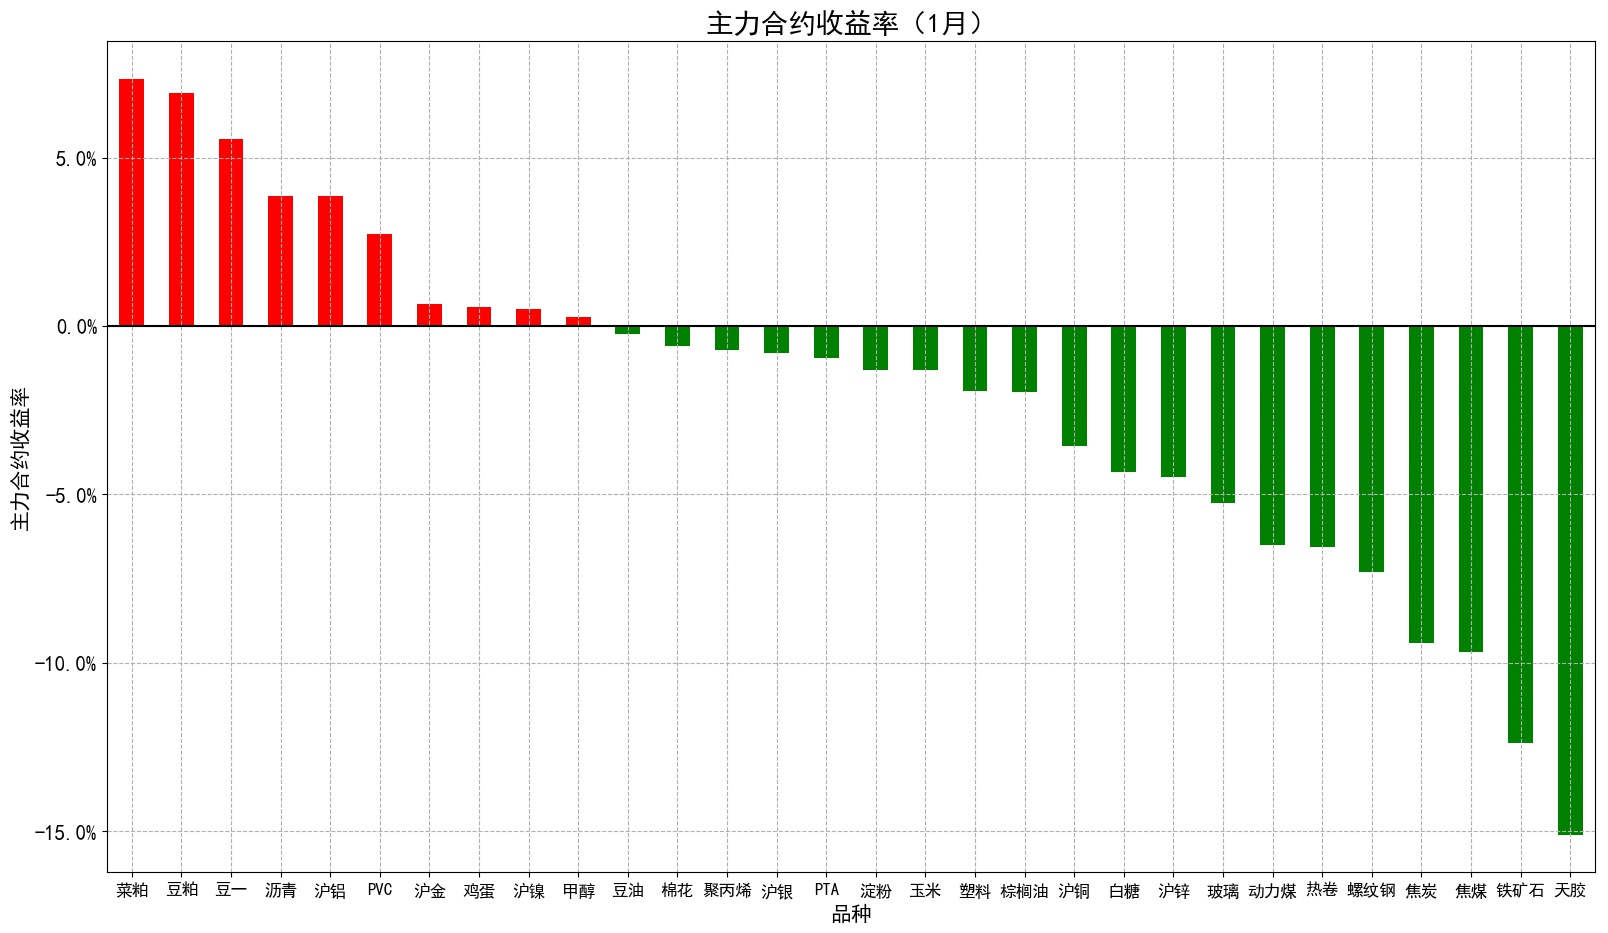 主力合约收益率（1月）
主力合约收益率
5.0%
0.0%
-5.0%
-10.0%
-15.0%
菜粕 豆粕 豆一 沥青 沪铝 PVC 沪金 鸡蛋 沪镍 甲醇 豆油 棉花 聚丙烯 沪银 PTA 淀粉 玉米 塑料 棕榈油 沪铜 白糖 沪锌 玻璃 动力煤 热卷 螺纹钢 焦炭 焦煤 铁矿石 天胶
品种